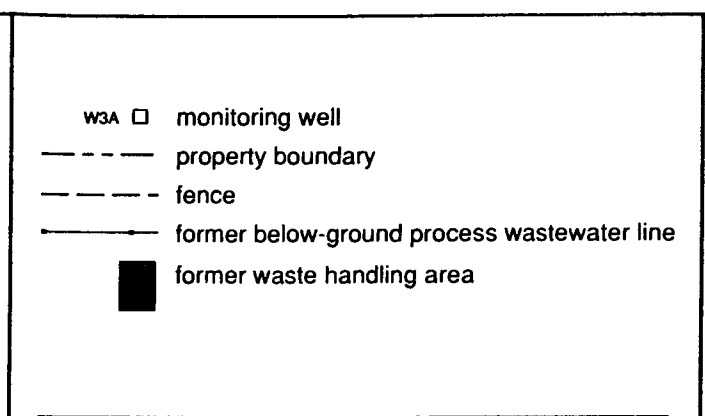 W3A monitoring well
property boundary
fence
former below-ground process wastewater line
former waste handling area